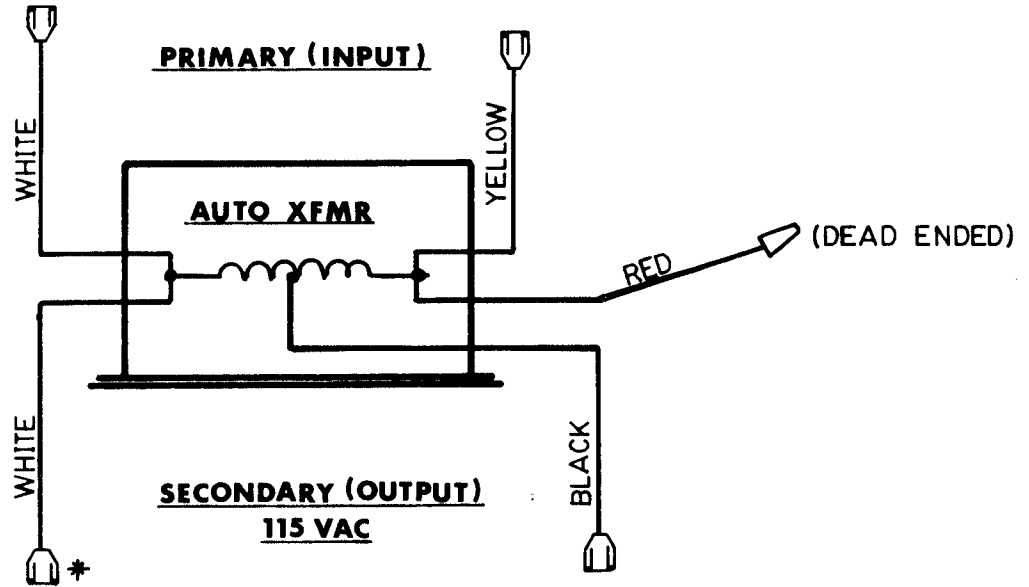 PRIMARY (INPUT)
WHITE
YELLOW
AUTO XFMR
(DEAD ENDED)
RED
WHITE
BLACK
SECONDARY (OUTPUT)
115 VAC
*